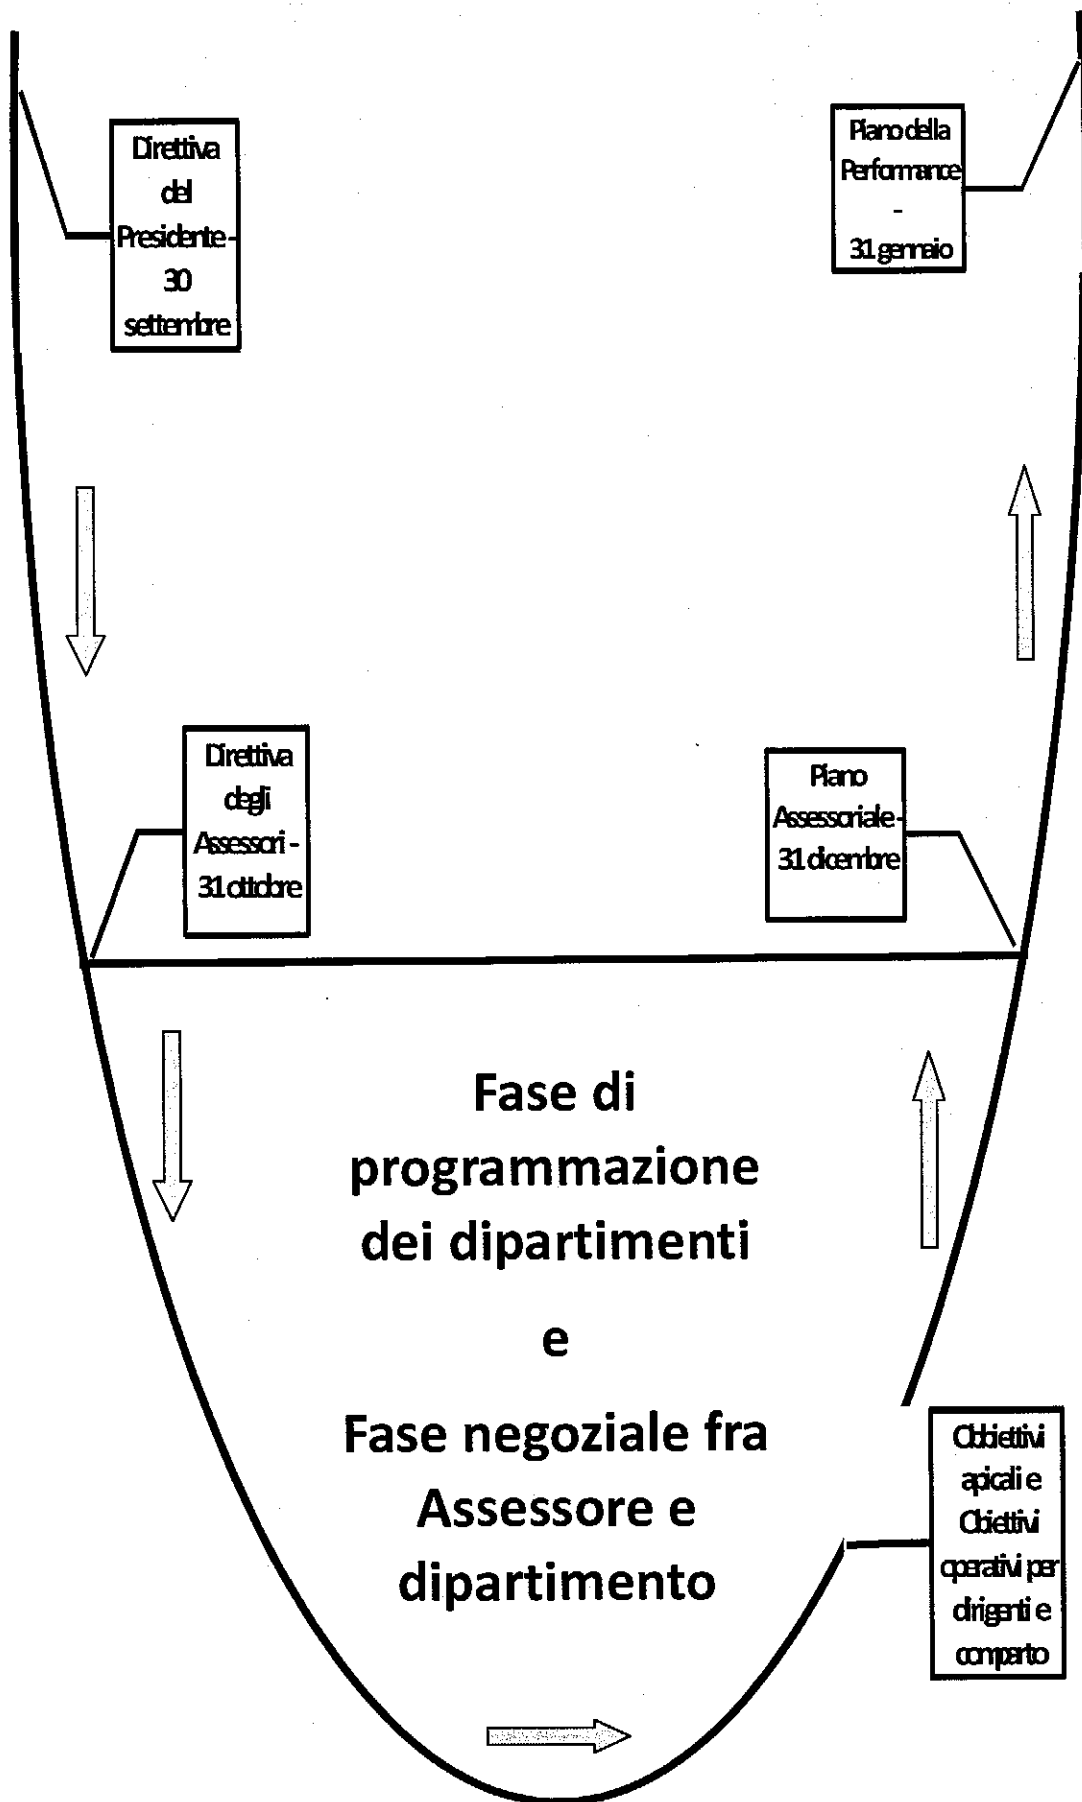 Direttiva
del
Presidente -
30
settembre
Piano della
Performance
-
31 gennaio
Direttiva
degli
Assessori -
31 ottobre
Piano
Assessoriale -
31 dicembre
Fase di
programmazione
dei dipartimenti
e
Fase negoziale fra
Assessore e
dipartimento
Obiettivi
apicali e
Obiettivi
operativi per
dirigenti e
comparto